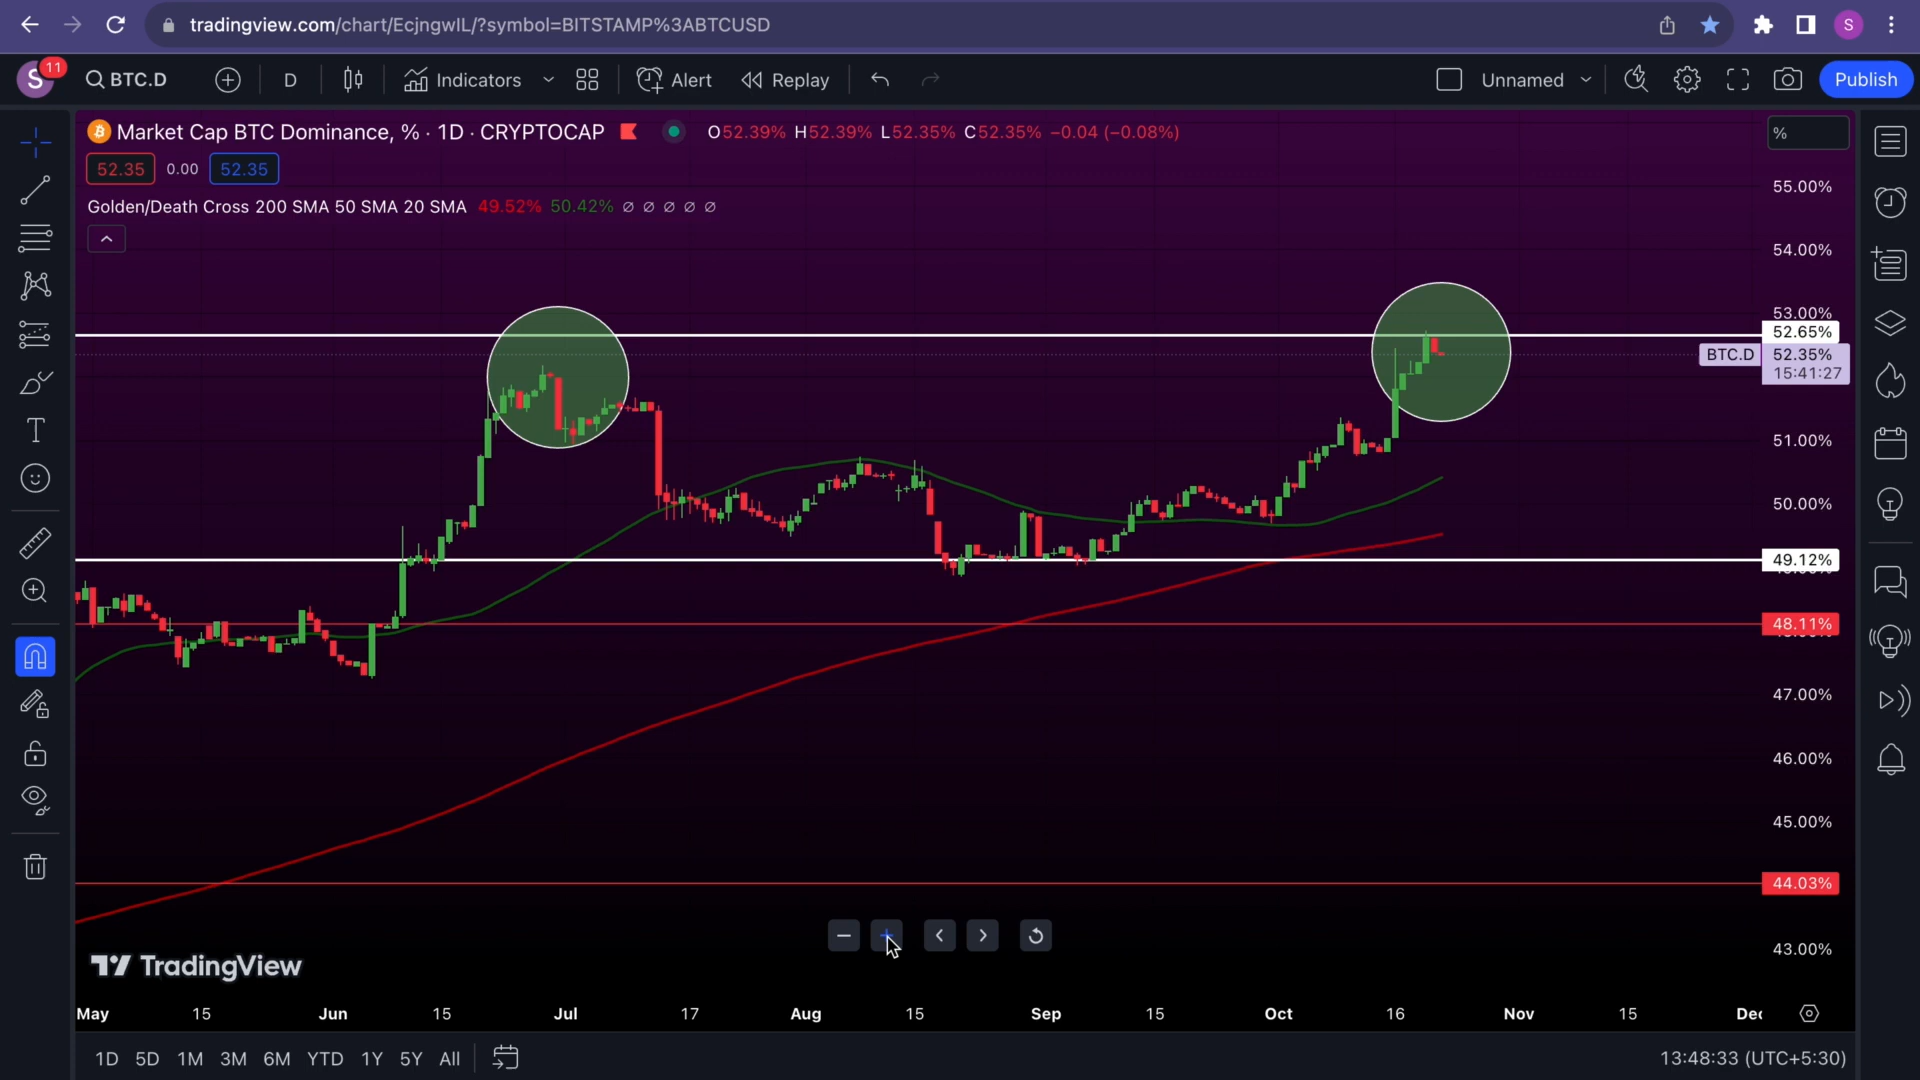 tradingview.com/chart/EcjngwIL/?symbol=BITSTAMP%3ABTCUSD
S
S 11 BTC.D D Indicators Alert Replay Unnamed Publish
Market Cap BTC Dominance, % · 1D · CRYPTOCAP O52.39% H52.39% L52.35% C52.35% −0.04 (−0.08%)
%
52.35 0.00 52.35
55.00%
Golden/Death Cross 200 SMA 50 SMA 20 SMA 49.52% 50.42% ∅ ∅ ∅ ∅ ∅
54.00%
53.00%
52.65%
BTC.D 52.35%
15:41:27
51.00%
50.00%
49.12%
48.11%
47.00%
46.00%
45.00%
44.03%
43.00%
TradingView
May 15 Jun 15 Jul 17 Aug 15 Sep 15 Oct 16 Nov 15 Dec
1D 5D 1M 3M 6M YTD 1Y 5Y All 13:48:33 (UTC+5:30)